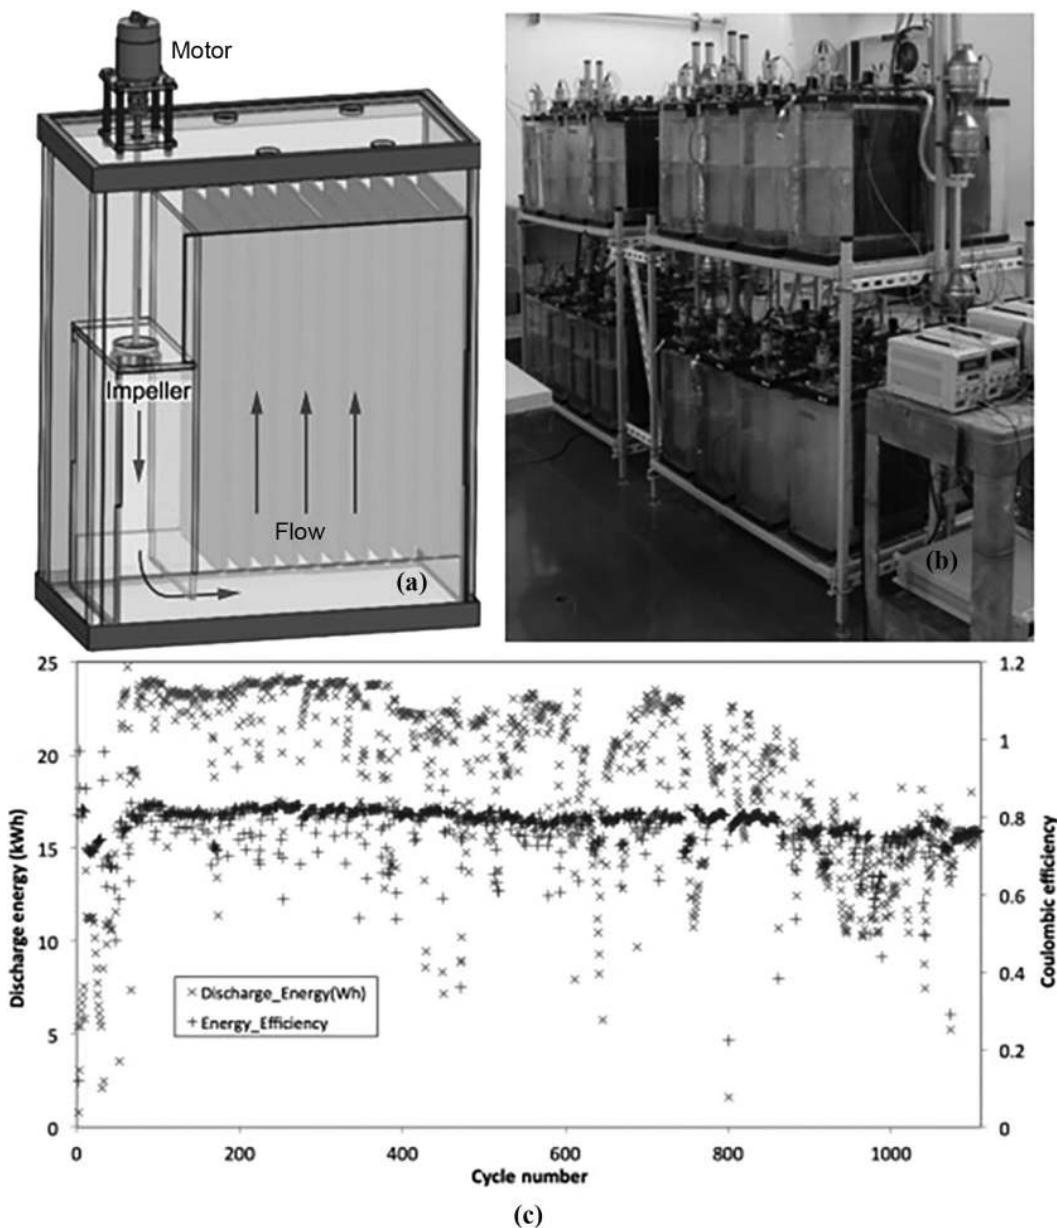 Motor
Impeller
Flow
(a)
(b)
25
20
15
10
5
0
Discharge energy (kWh)
1.2
1
0.8
0.6
0.4
0.2
0
Coulombic efficiency
× Discharge_Energy(Wh)
+ Energy_Efficiency
0 200 400 600 800 1000
Cycle number
(c)